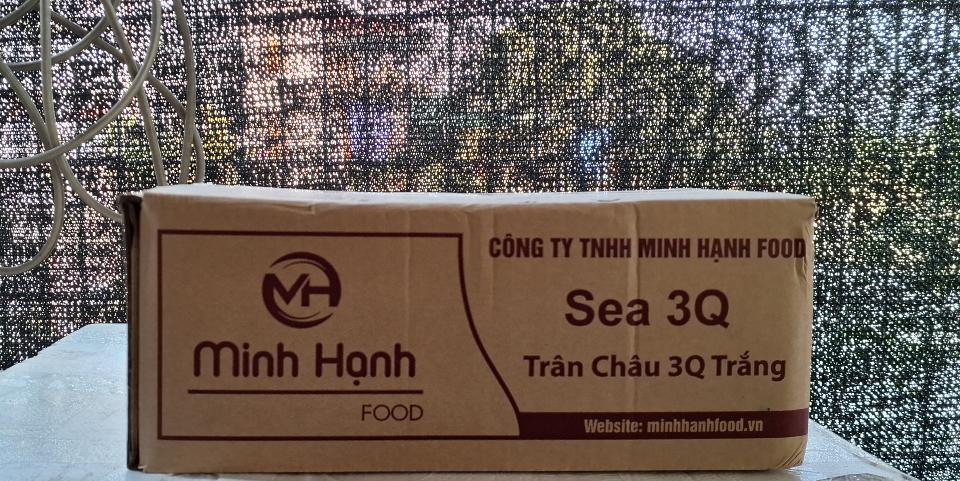 MH
Minh Hạnh
FOOD
CÔNG TY TNHH MINH HẠNH FOOD
Sea 3Q
Trân Châu 3Q Trắng
Website: minhhanhfood.vn